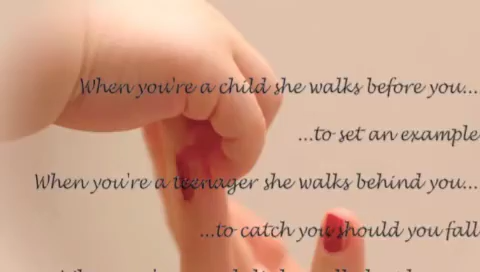 When you're a child she walks before you...
...to set an example
When you're a teenager she walks behind you...
...to catch you should you fall